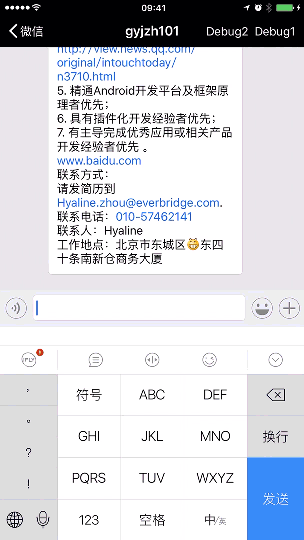 09:41
微信
gyjzh101
Debug2 Debug1
http://view.news.qq.com/
original/intouchtoday/
n3710.html
5. 精通Android开发平台及框架原
理者优先；
6. 具有插件化开发经验者优先；
7. 有主导完成优秀应用或相关产品
开发经验者优先 。
www.baidu.com
联系方式：
请发简历到
Hyaline.zhou@everbridge.com.
联系电话：010-57462141
联系人：Hyaline
工作地点：北京市东城区😁东四
十条南新仓商务大厦
iFLY
，
符号
ABC
DEF
。
GHI
JKL
MNO
换行
？
PQRS
TUV
WXYZ
！
123
空格
中/英
发送